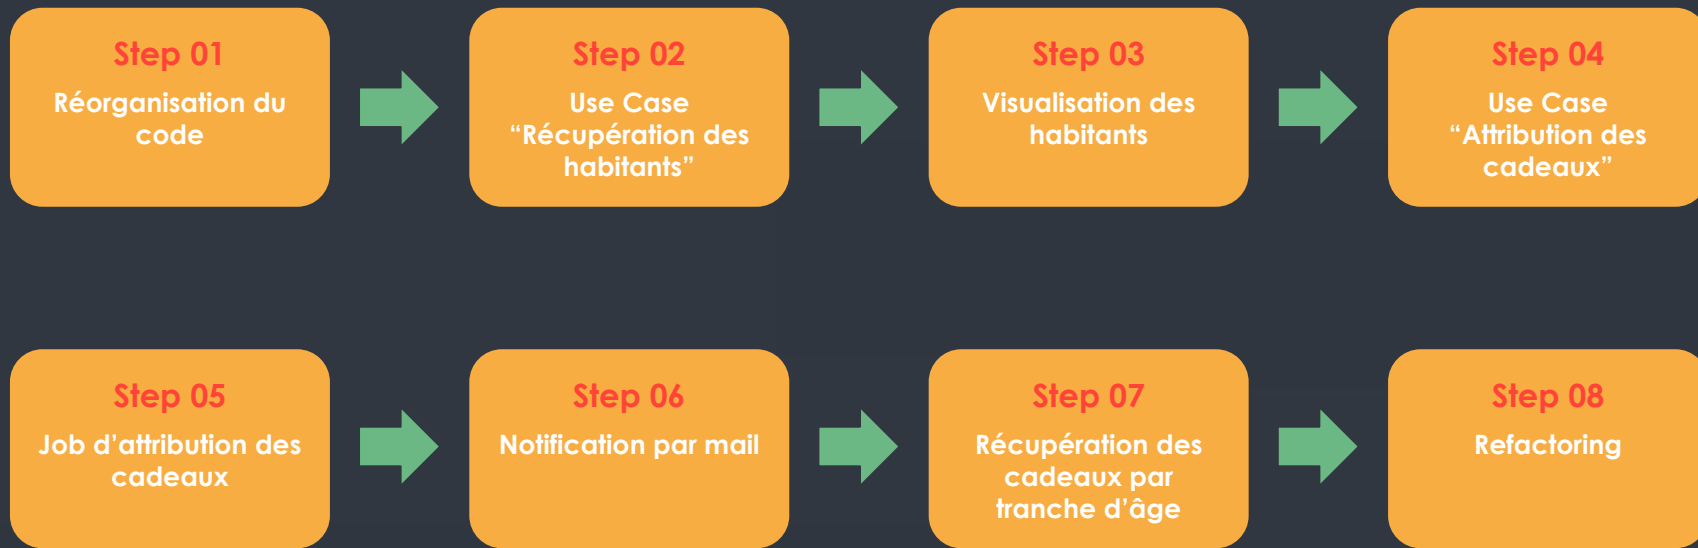 Step 01
Réorganisation du
code
Step 02
Use Case
“Récupération des
habitants”
Step 03
Visualisation des
habitants
Step 04
Use Case
“Attribution des
cadeaux”
Step 05
Job d’attribution des
cadeaux
Step 06
Notification par mail
Step 07
Récupération des
cadeaux par
tranche d’âge
Step 08
Refactoring